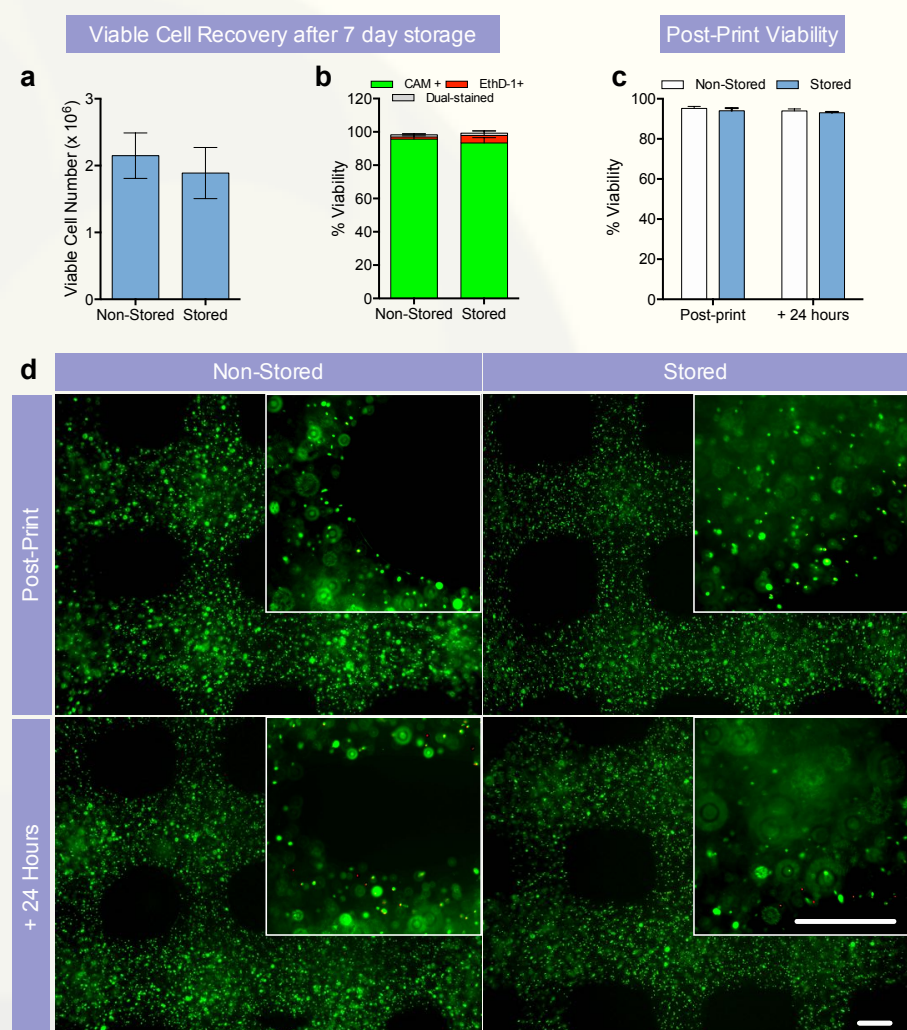 Viable Cell Recovery after 7 day storage
Post-Print Viability
a
Viable Cell Number (x 10⁶)
3
2
1
0
Non-Stored Stored
b
CAM + EthD-1+
Dual-stained
% Viability
120
100
80
60
40
20
0
Non-Stored Stored
c
Non-Stored Stored
% Viability
100
80
60
40
20
0
Post-print + 24 hours
d
Non-Stored Stored
Post-Print
+ 24 Hours